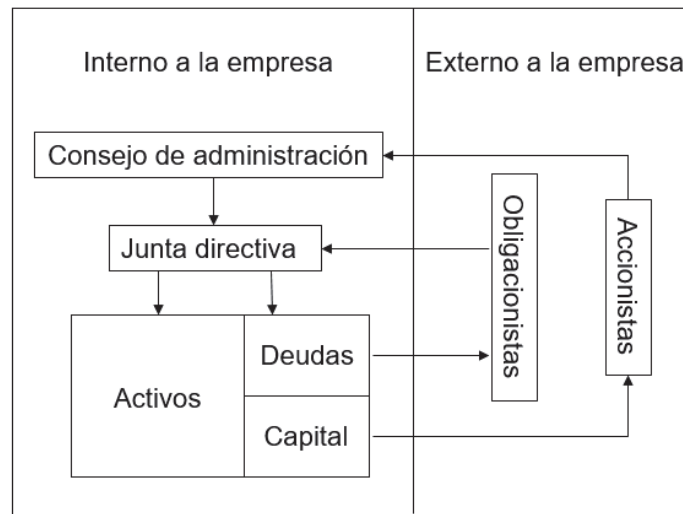 Interno a la empresa
Externo a la empresa
Consejo de administración
Junta directiva
Obligacionistas
Accionistas
Activos
Deudas
Capital